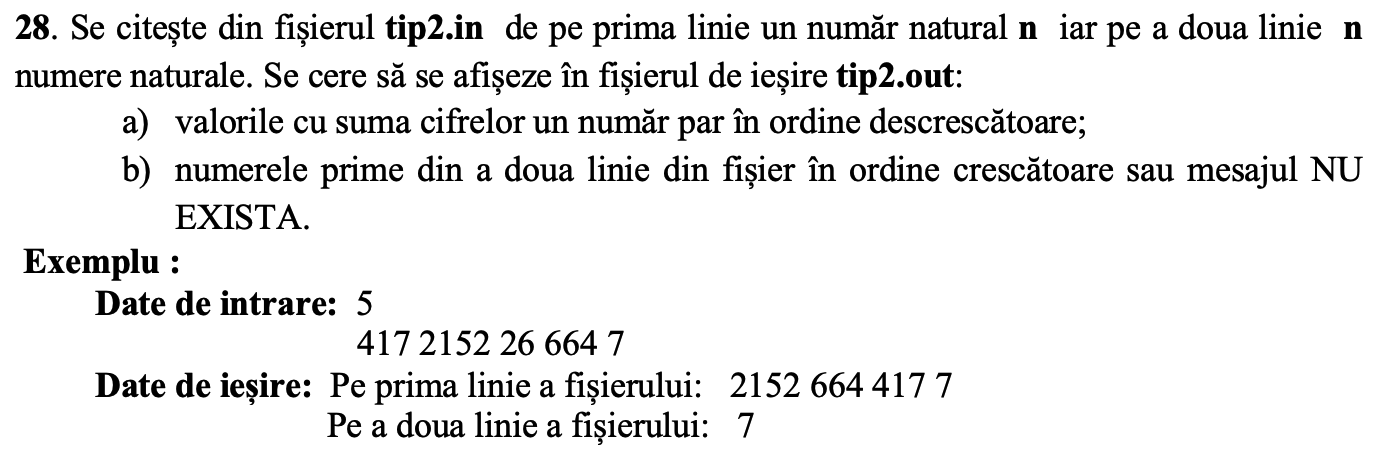 28. Se citește din fișierul tip2.in de pe prima linie un număr natural n iar pe a doua linie n
numere naturale. Se cere să se afișeze în fișierul de ieșire tip2.out:
a) valorile cu suma cifrelor un număr par în ordine descrescătoare;
b) numerele prime din a doua linie din fișier în ordine crescătoare sau mesajul NU
EXISTA.
Exemplu :
Date de intrare: 5
417 2152 26 664 7
Date de ieșire: Pe prima linie a fișierului: 2152 664 417 7
Pe a doua linie a fișierului: 7